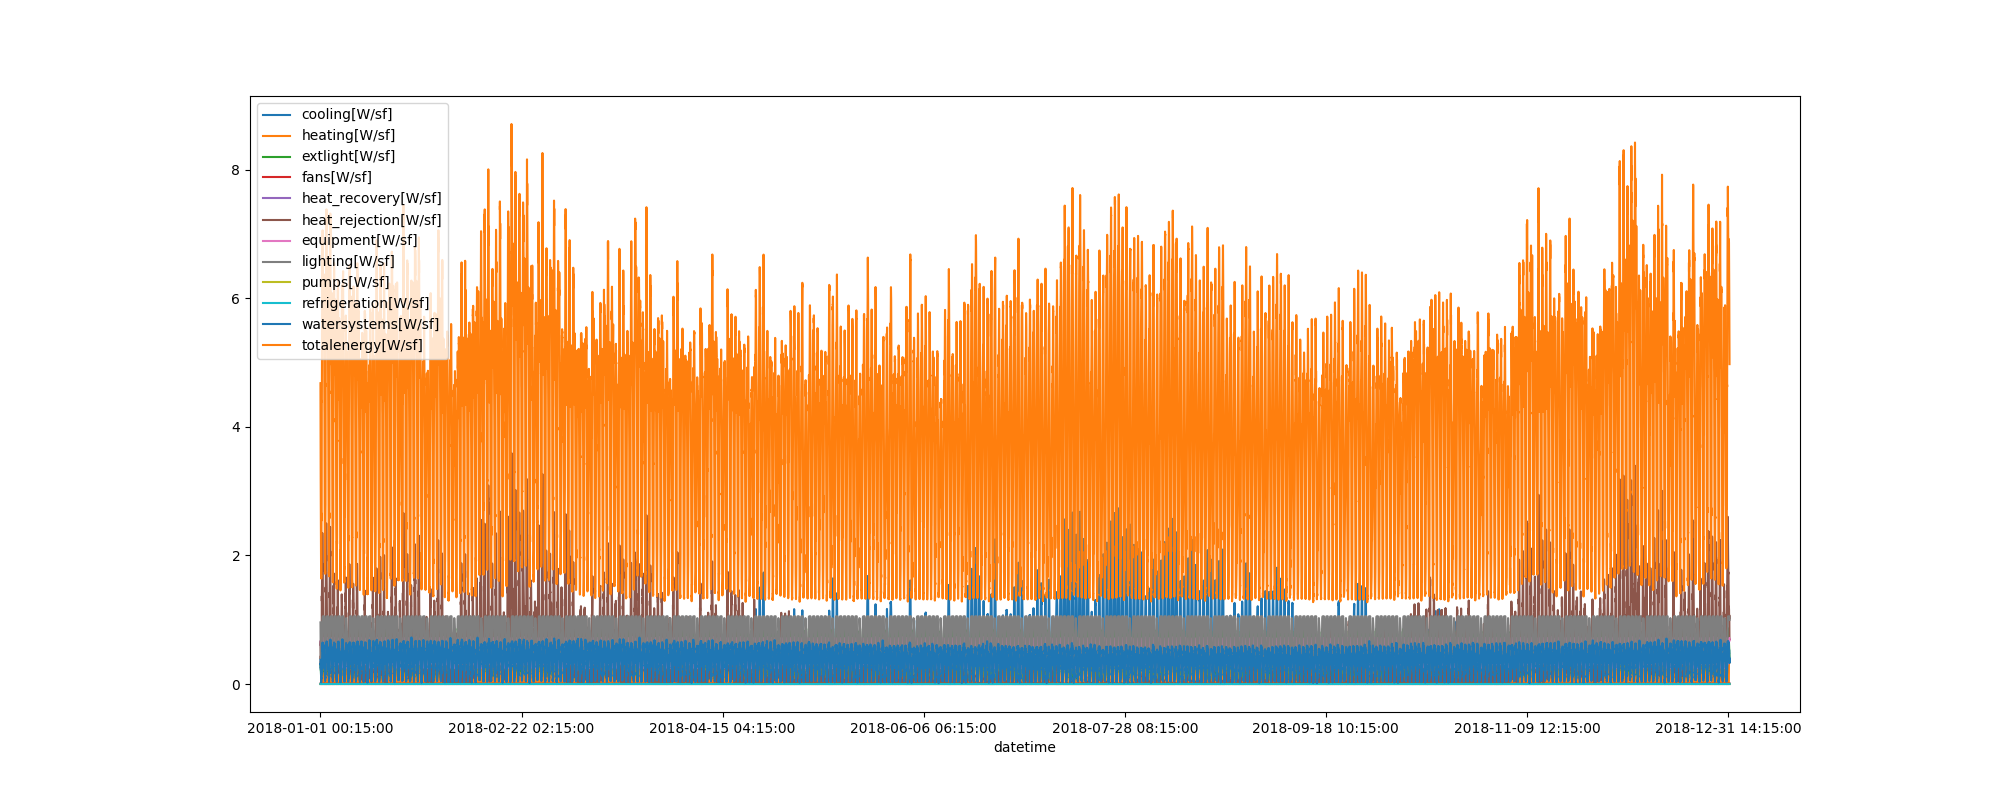 cooling[W/sf]
heating[W/sf]
extlight[W/sf]
fans[W/sf]
heat_recovery[W/sf]
heat_rejection[W/sf]
equipment[W/sf]
lighting[W/sf]
pumps[W/sf]
refrigeration[W/sf]
watersystems[W/sf]
totalenergy[W/sf]
8
6
4
2
0
2018-01-01 00:15:00 2018-02-22 02:15:00 2018-04-15 04:15:00 2018-06-06 06:15:00 2018-07-28 08:15:00 2018-09-18 10:15:00 2018-11-09 12:15:00 2018-12-31 14:15:00
datetime